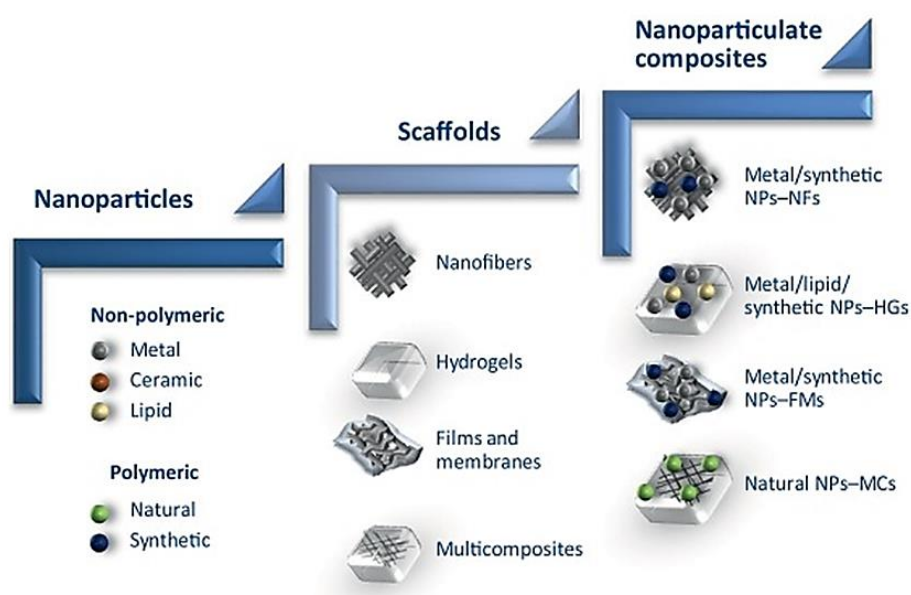 Nanoparticles
Non-polymeric
Metal
Ceramic
Lipid
Polymeric
Natural
Synthetic
Scaffolds
Nanofibers
Hydrogels
Films and
membranes
Multicomposites
Nanoparticulate
composites
Metal/synthetic
NPs–NFs
Metal/lipid/
synthetic NPs–HGs
Metal/synthetic
NPs–FMs
Natural NPs–MCs